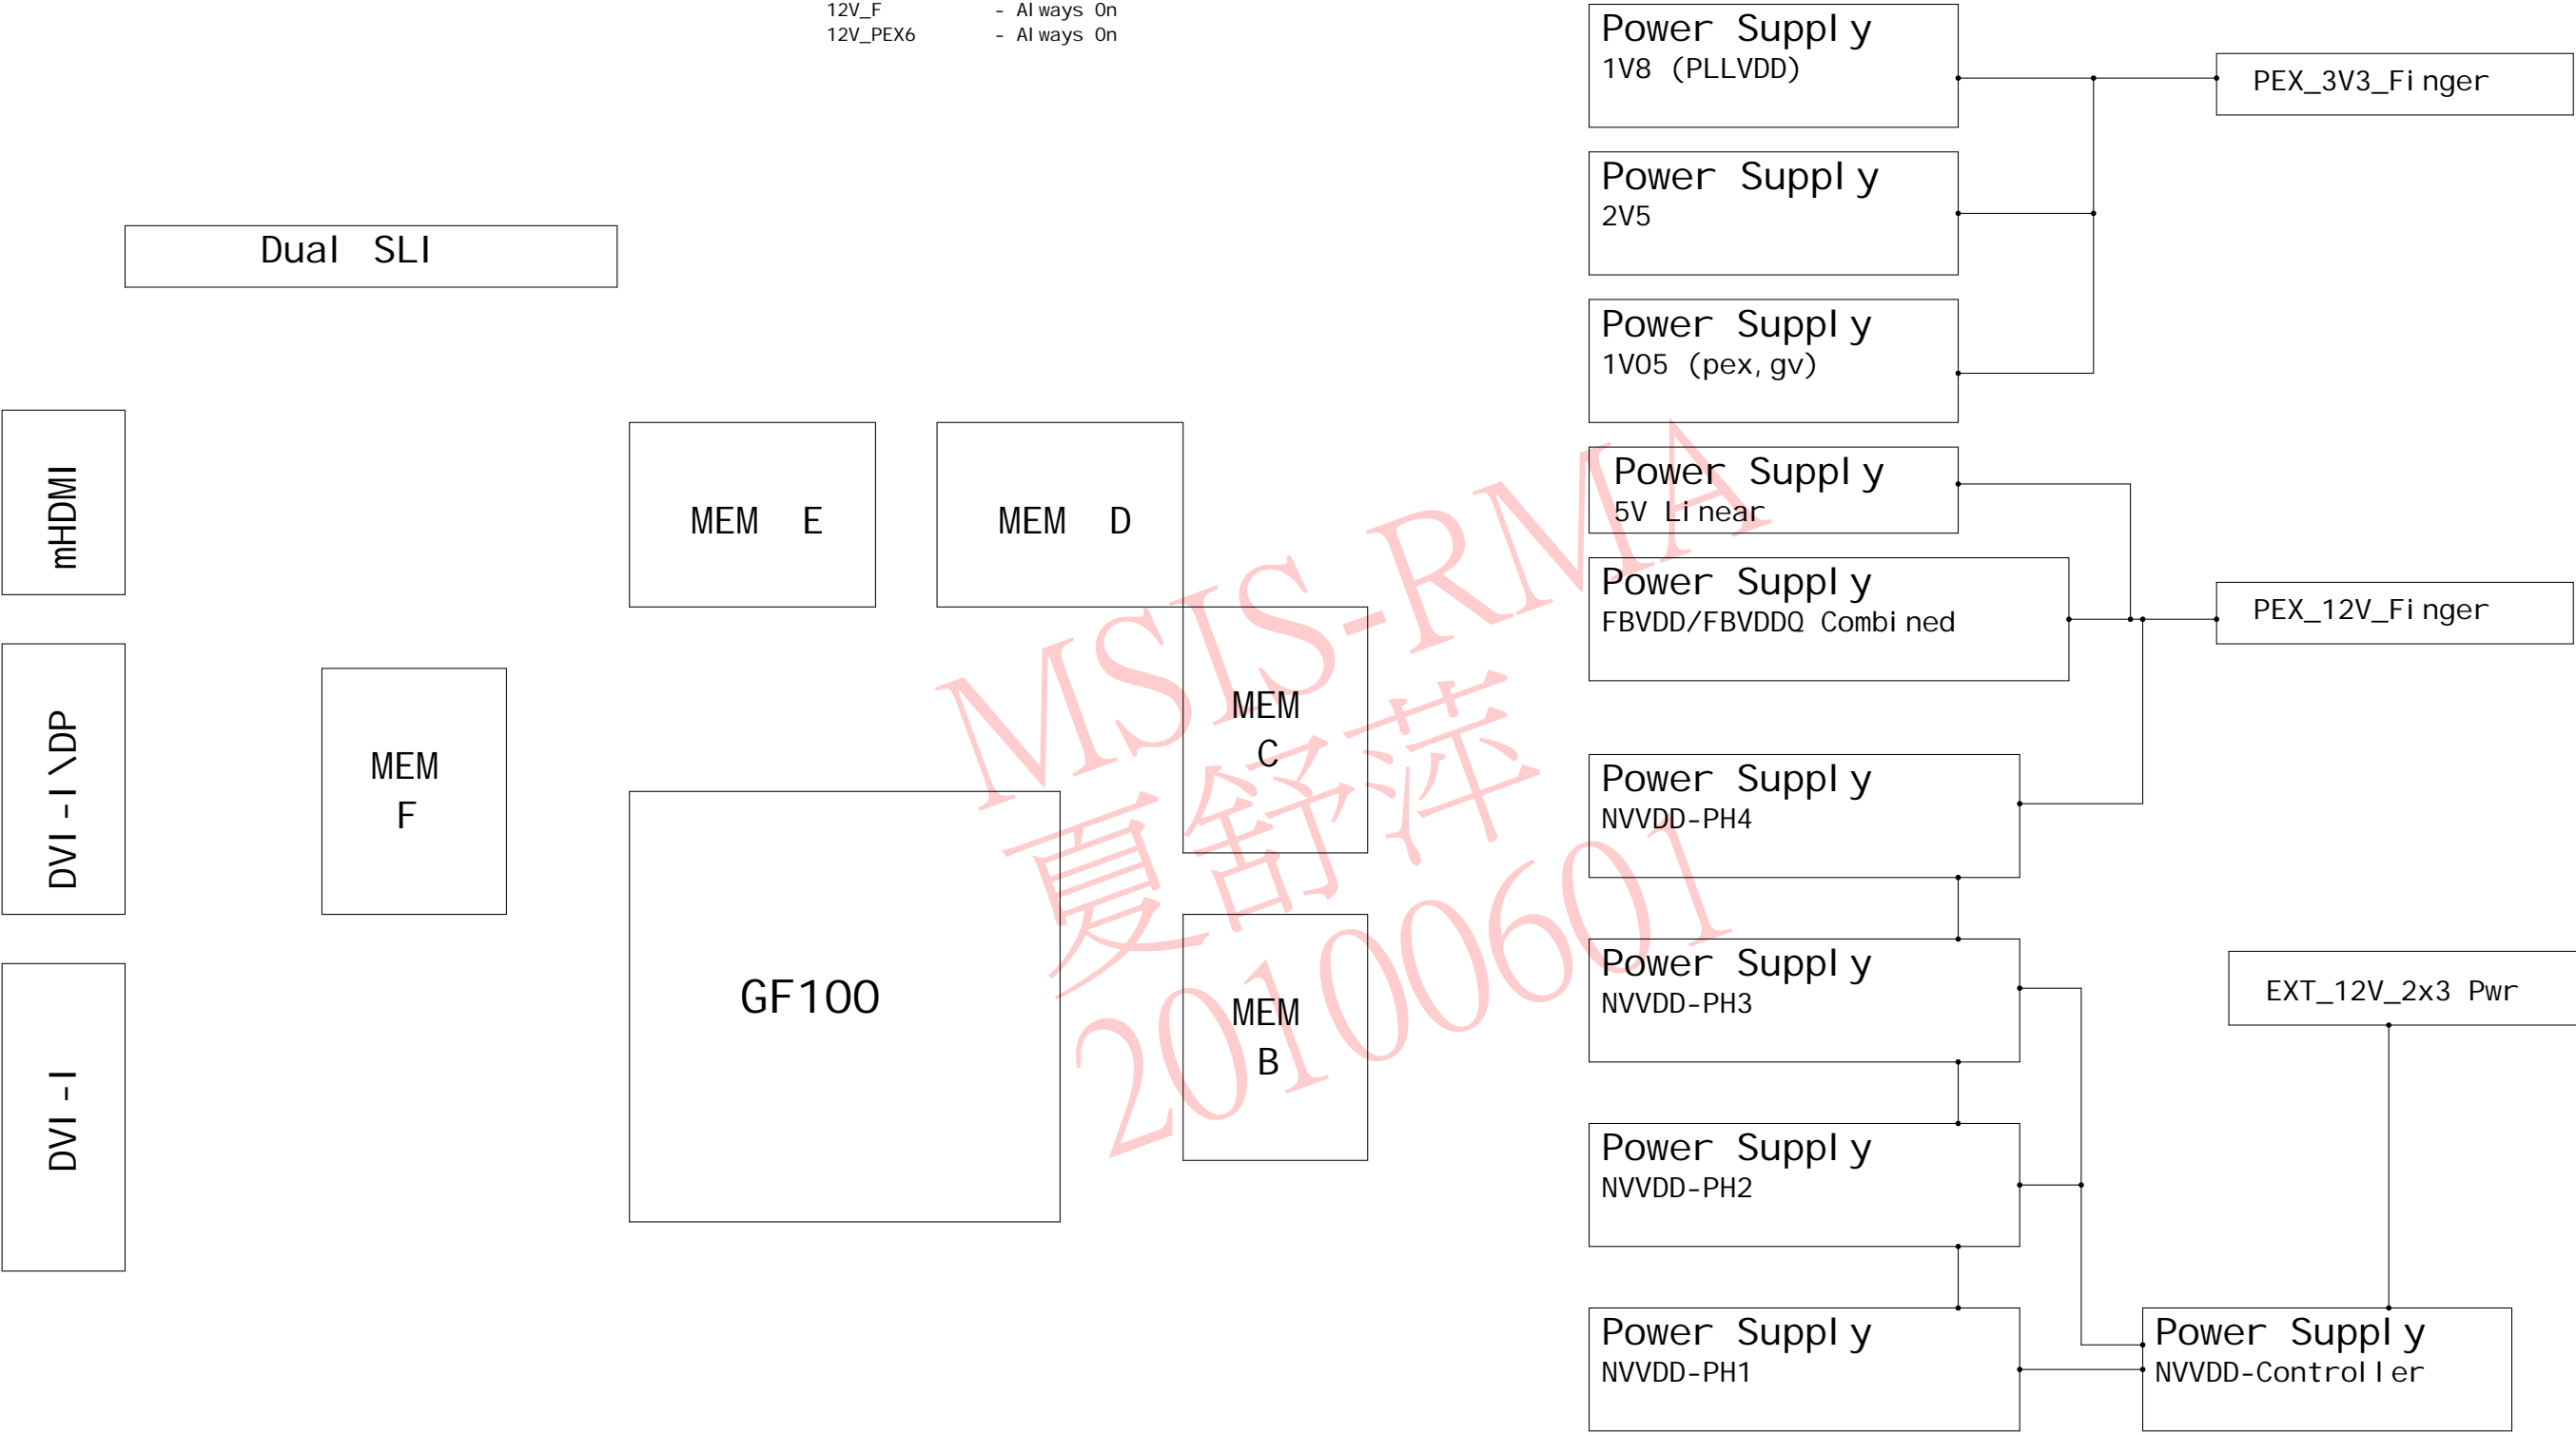 12V_F - Always On
12V_PEX6 - Always On
Power Supply
1V8 (PLLVDD)
PEX_3V3_Finger
Power Supply
2V5
Dual SLI
Power Supply
1V05 (pex,gv)
mHDMI
MEM E
MEM D
Power Supply
5V Linear
Power Supply
FBVDD/FBVDDQ Combined
PEX_12V_Finger
DVI-I\DP
MEM
F
MEM
C
Power Supply
NVVDD-PH4
GF100
MEM
B
Power Supply
NVVDD-PH3
EXT_12V_2x3 Pwr
DVI-I
Power Supply
NVVDD-PH2
Power Supply
NVVDD-PH1
Power Supply
NVVDD-Controller
MSIS-RMA
夏舒萍
20100601